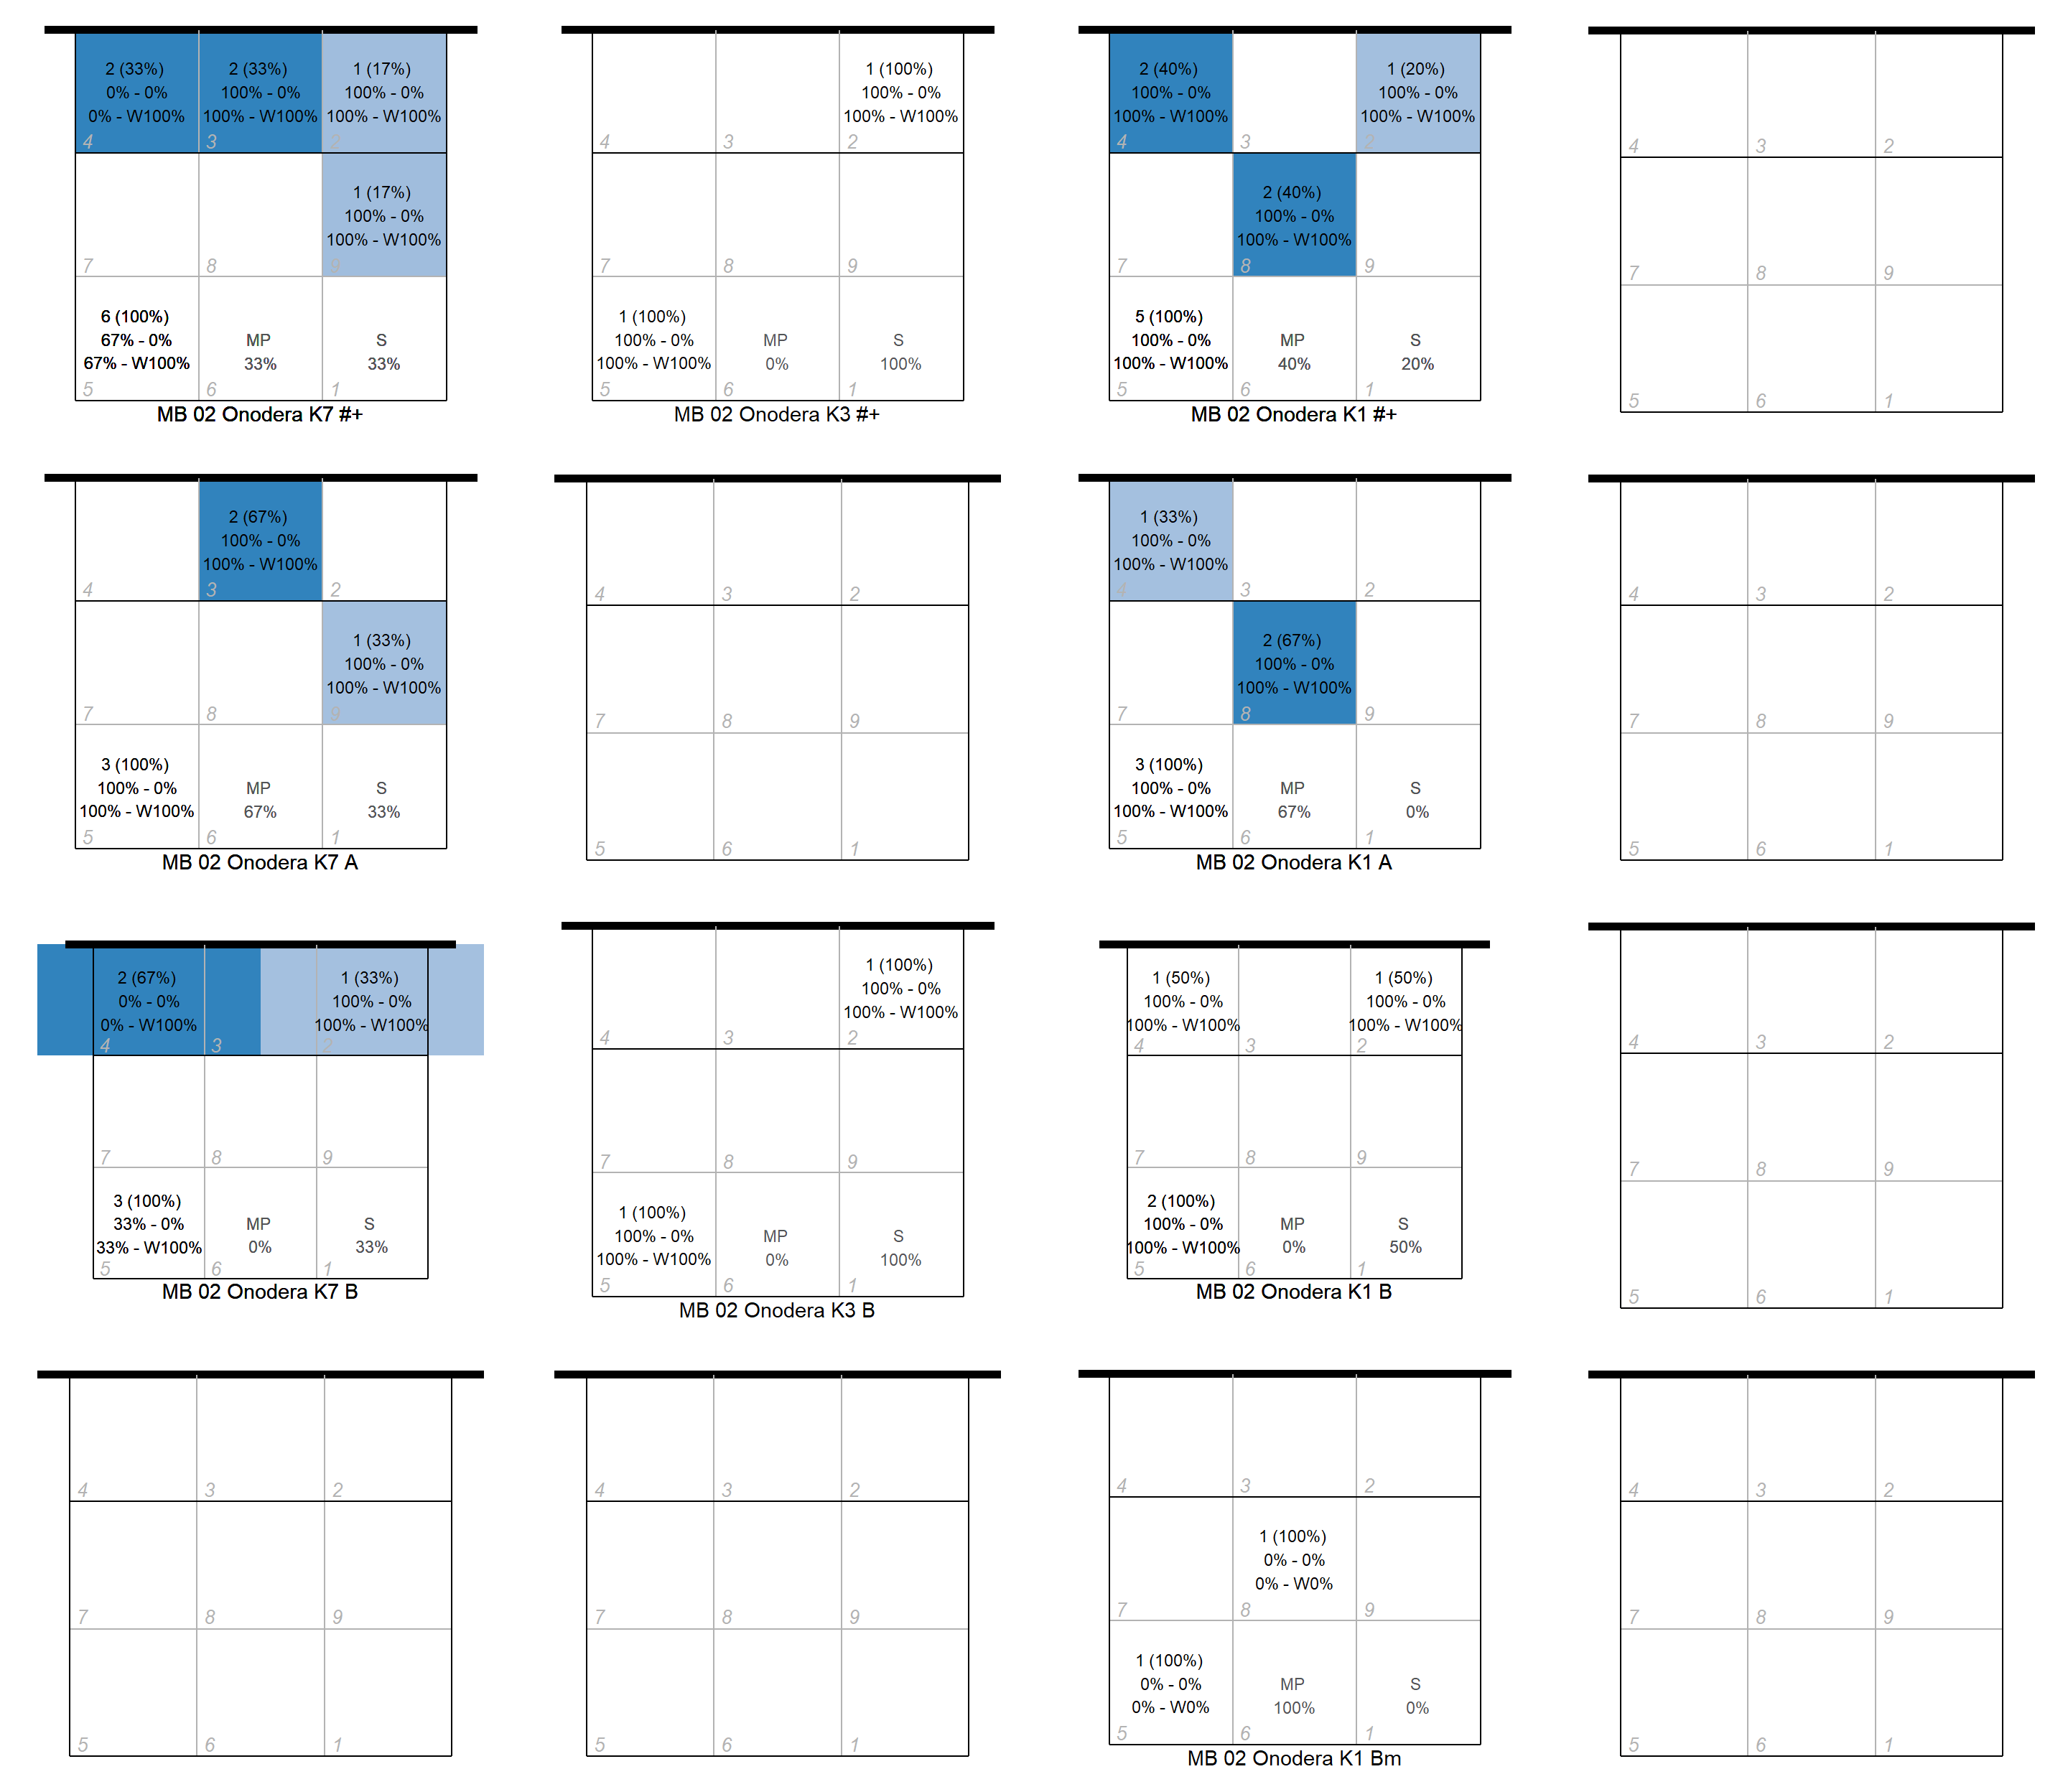 2 (33%) 2 (33%) 1 (17%)
0% - 0% 100% - 0% 100% - 0%
0% - W100% 100% - W100% 100% - W100%
4 3 2
1 (17%)
100% - 0%
100% - W100%
7 8 9
6 (100%)
67% - 0% MP S
67% - W100% 33% 33%
5 6 1
MB 02 Onodera K7 #+
1 (100%)
100% - 0%
100% - W100%
4 3 2
7 8 9
1 (100%)
100% - 0% MP S
100% - W100% 0% 100%
5 6 1
MB 02 Onodera K3 #+
2 (40%) 1 (20%)
100% - 0% 100% - 0%
100% - W100% 100% - W100%
4 3 2
2 (40%)
100% - 0%
100% - W100%
7 8 9
5 (100%)
100% - 0% MP S
100% - W100% 40% 20%
5 6 1
MB 02 Onodera K1 #+
4 3 2
7 8 9
5 6 1
2 (67%)
100% - 0%
100% - W100%
4 3 2
1 (33%)
100% - 0%
100% - W100%
7 8 9
3 (100%)
100% - 0% MP S
100% - W100% 67% 33%
5 6 1
MB 02 Onodera K7 A
4 3 2
7 8 9
5 6 1
1 (33%)
100% - 0%
100% - W100%
4 3 2
2 (67%)
100% - 0%
100% - W100%
7 8 9
3 (100%)
100% - 0% MP S
100% - W100% 67% 0%
5 6 1
MB 02 Onodera K1 A
4 3 2
7 8 9
5 6 1
2 (67%) 1 (33%)
0% - 0% 100% - 0%
0% - W100% 100% - W100%
4 3 2
7 8 9
3 (100%)
33% - 0% MP S
33% - W100% 0% 33%
5 6 1
MB 02 Onodera K7 B
1 (100%)
100% - 0%
100% - W100%
4 3 2
7 8 9
1 (100%)
100% - 0% MP S
100% - W100% 0% 100%
5 6 1
MB 02 Onodera K3 B
1 (50%) 1 (50%)
100% - 0% 100% - 0%
100% - W100% 100% - W100%
4 3 2
7 8 9
2 (100%)
100% - 0% MP S
100% - W100% 0% 50%
5 6 1
MB 02 Onodera K1 B
4 3 2
7 8 9
5 6 1
4 3 2
7 8 9
5 6 1
4 3 2
7 8 9
5 6 1
4 3 2
1 (100%)
0% - 0%
0% - W0%
7 8 9
1 (100%)
0% - 0% MP S
0% - W0% 100% 0%
5 6 1
MB 02 Onodera K1 Bm
4 3 2
7 8 9
5 6 1